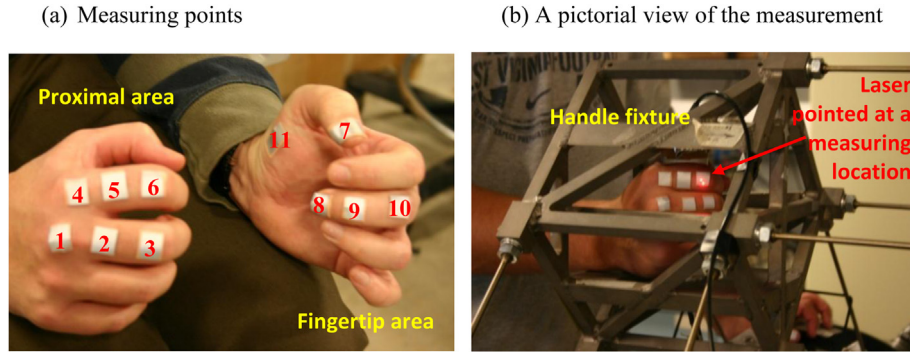 (a) Measuring points
(b) A pictorial view of the measurement
Proximal area
11
7
4 5 6
8 9 10
1 2 3
Fingertip area
Handle fixture
Laser
pointed at a
measuring
location